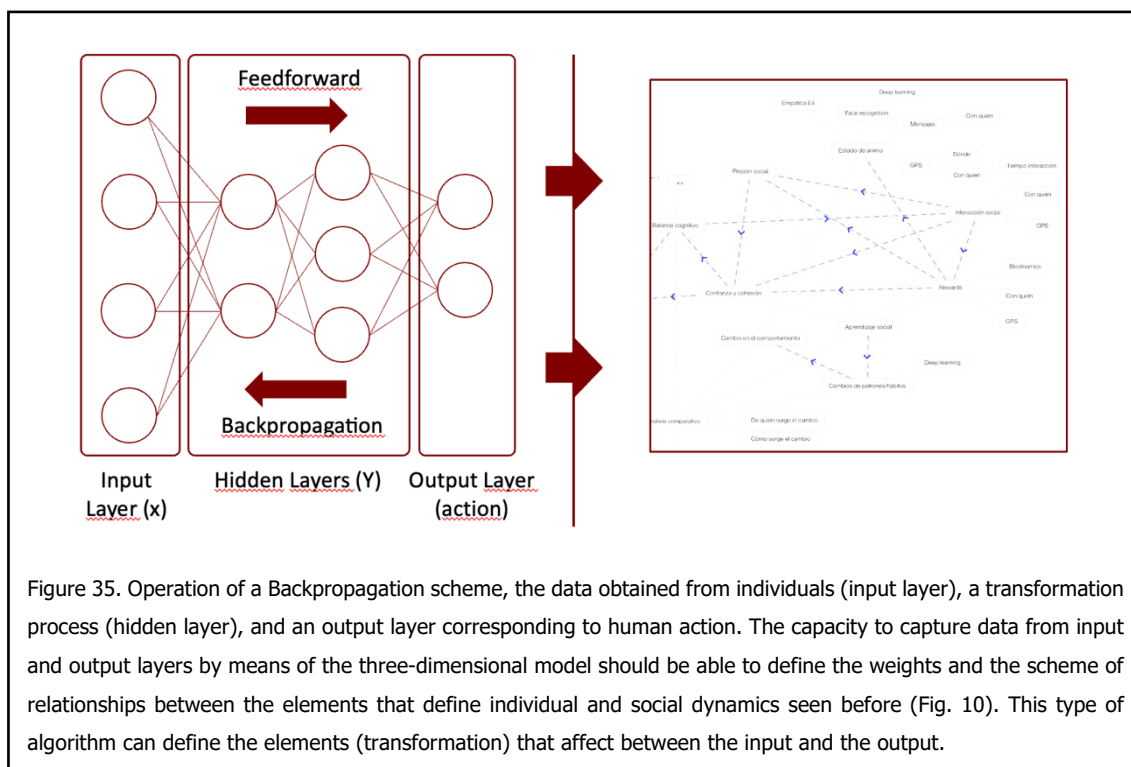 Feedforward
Backpropagation
Input
Layer (x)
Hidden Layers (Y)
Output Layer
(action)
Deep learning
Empatica E4
Face recognition
Con quién
Mensajes
Estado de ánimo
Dónde
GPS
Tiempo interacción
Presión social
Con quién
Con quién
Interacción social
GPS
Balance cognitivo
Biodinamico
Confianza y cohesión
Rewards
Con quién
GPS
Aprendizaje social
Cambio en el comportamiento
Deep learning
Cambios de patrones/hábitos
De quién surge el cambio
comparativo
Cómo surge el cambio
Figure 35. Operation of a Backpropagation scheme, the data obtained from individuals (input layer), a transformation
process (hidden layer), and an output layer corresponding to human action. The capacity to capture data from input
and output layers by means of the three-dimensional model should be able to define the weights and the scheme of
relationships between the elements that define individual and social dynamics seen before (Fig. 10). This type of
algorithm can define the elements (transformation) that affect between the input and the output.